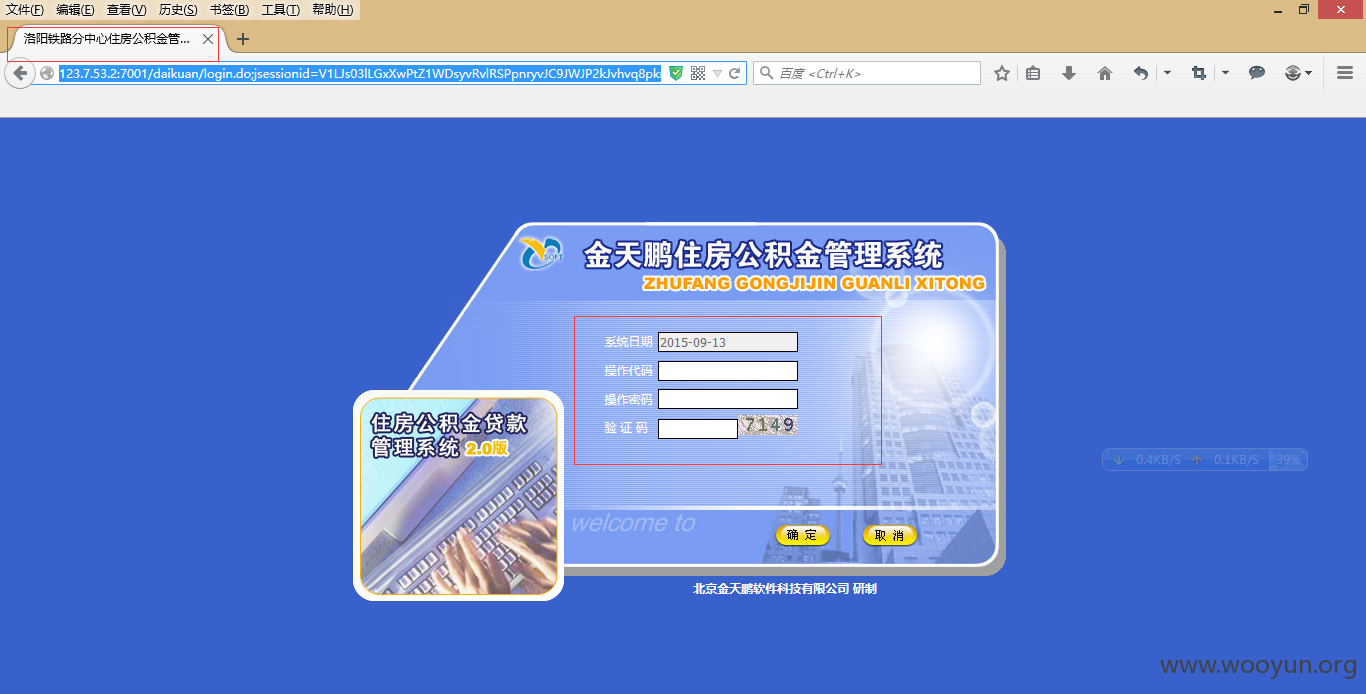 文件(F) 编辑(E) 查看(V) 历史(S) 书签(B) 工具(T) 帮助(H)
洛阳铁路分中心住房公积金管...
123.7.53.2:7001/daikuan/login.do;jsessionid=V1LJs03lLGxXwPtZ1WDsyvRvlRSPpnryvJC9JWJP2kJvhvq8pk
百度 <Ctrl+K>
SOFT
金天鹏住房公积金管理系统
ZHUFANG GONGJIJIN GUANLI XITONG
系统日期 2015-09-13
操作代码
操作密码
验证码 7149
住房公积金贷款
管理系统 2.0版
0.4KB/S 0.1KB/S 39%
welcome to
确 定 取 消
北京金天鹏软件科技有限公司 研制
www.wooyun.org